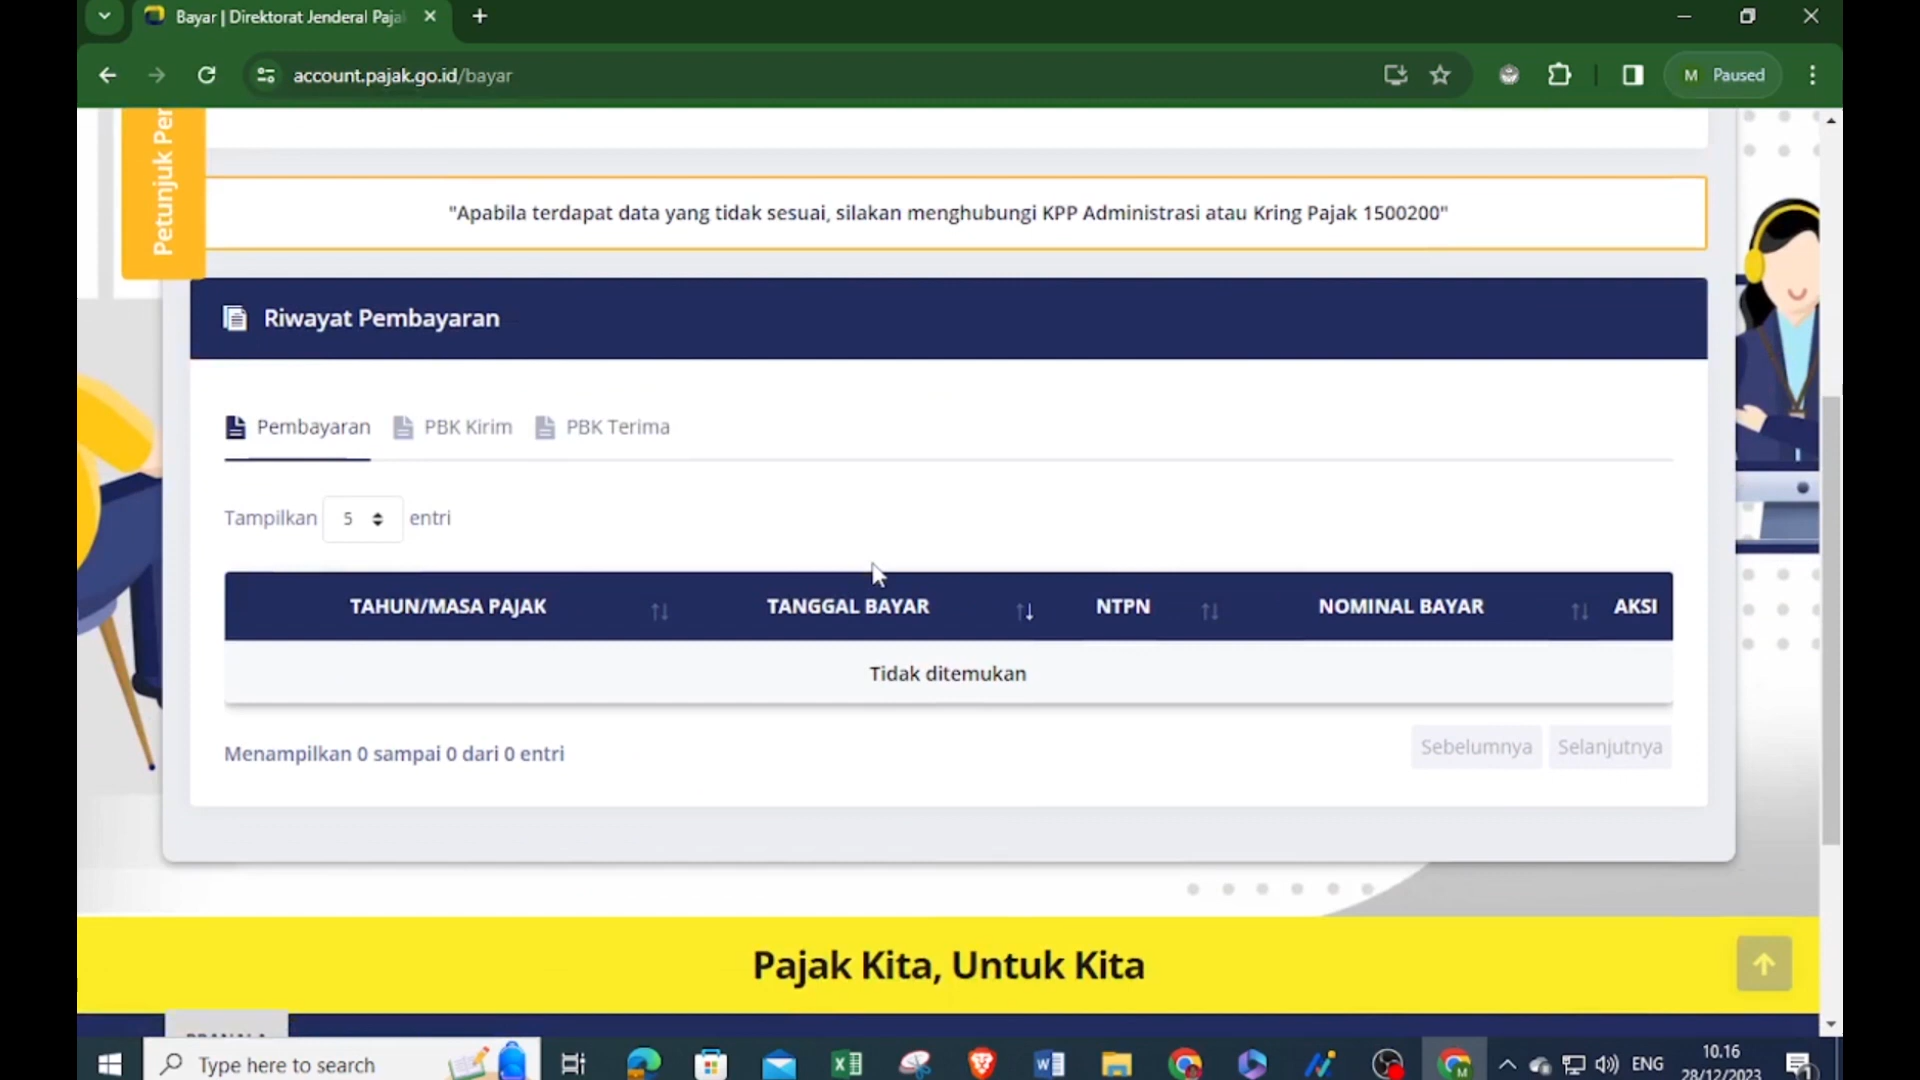 Bayar | Direktorat Jenderal Paja
account.pajak.go.id/bayar
M Paused
Petunjuk Per
"Apabila terdapat data yang tidak sesuai, silakan menghubungi KPP Administrasi atau Kring Pajak 1500200"
Riwayat Pembayaran
Pembayaran PBK Kirim PBK Terima
Tampilkan 5 entri
TAHUN/MASA PAJAK TANGGAL BAYAR NTPN NOMINAL BAYAR AKSI
Tidak ditemukan
Menampilkan 0 sampai 0 dari 0 entri
Sebelumnya Selanjutnya
Pajak Kita, Untuk Kita
Type here to search
ENG
10.16
28/12/2023